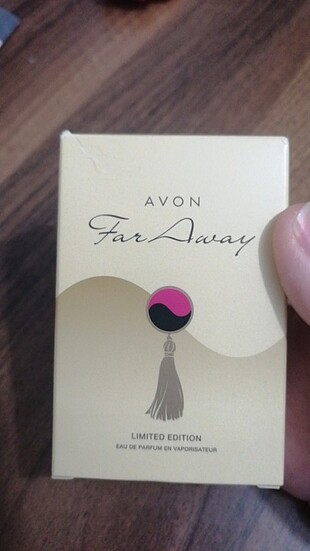 AVON
Far Away
LIMITED EDITION
EAU DE PARFUM EN VAPORISATEUR